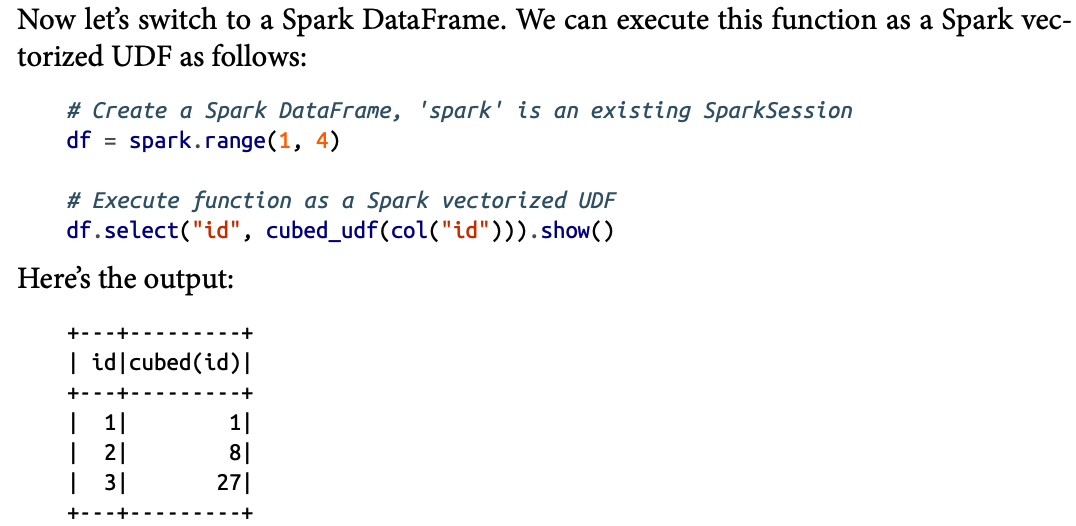 Now let's switch to a Spark DataFrame. We can execute this function as a Spark vec-
torized UDF as follows:
# Create a Spark DataFrame, 'spark' is an existing SparkSession
df = spark.range(1, 4)
# Execute function as a Spark vectorized UDF
df.select("id", cubed_udf(col("id"))).show()
Here's the output:
+---+---------+
| id|cubed(id)|
+---+---------+
|  1|        1|
|  2|        8|
|  3|       27|
+---+---------+